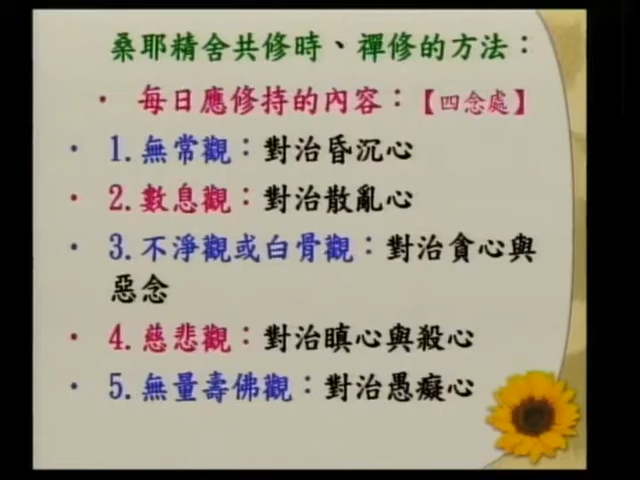 桑耶精舍共修時、禪修的方法：
• 每日應修持的內容：【四念處】
• 1.無常觀：對治昏沉心
• 2.數息觀：對治散亂心
• 3.不淨觀或白骨觀：對治貪心與
惡念
• 4.慈悲觀：對治瞋心與殺心
• 5.無量壽佛觀：對治愚癡心